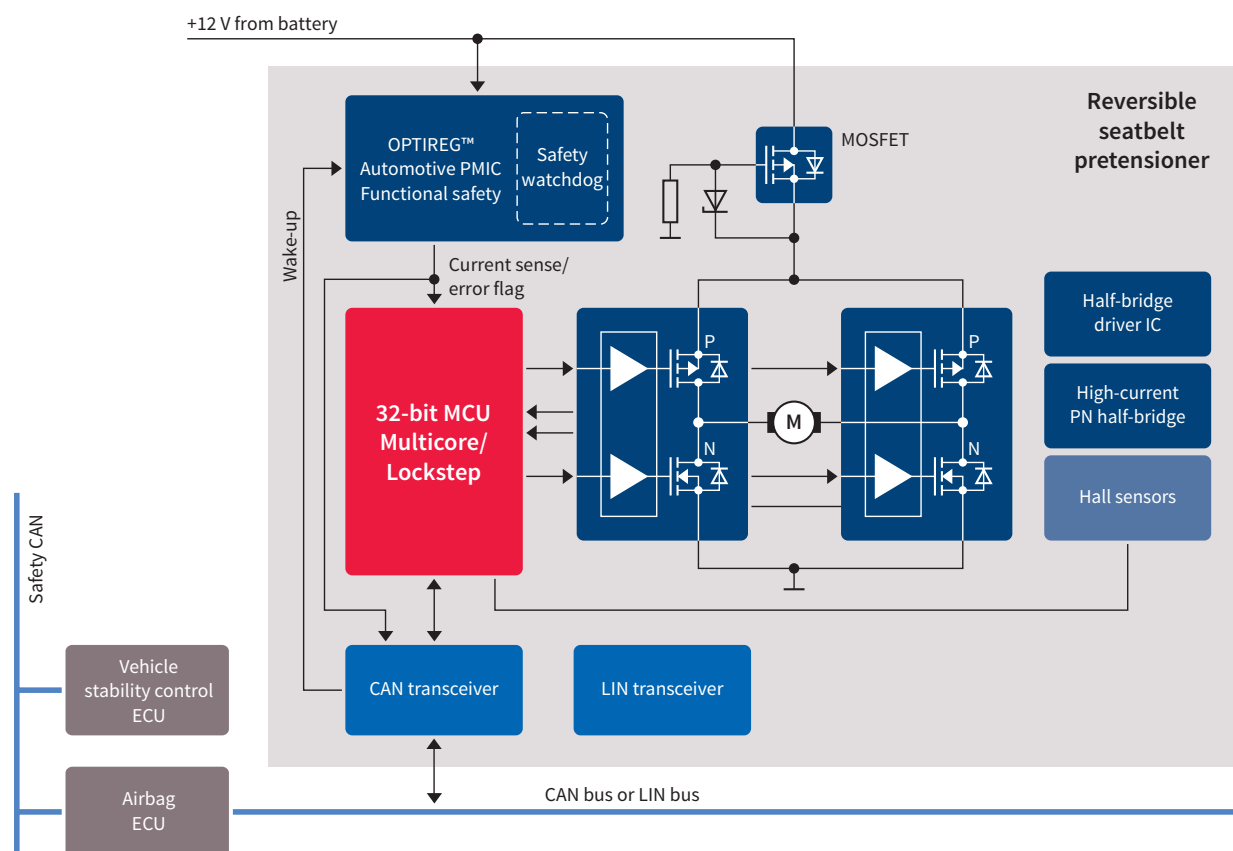 +12 V from battery
Reversible
seatbelt
pretensioner
OPTIREG™
Automotive PMIC
Functional safety
Safety
watchdog
MOSFET
Wake-up
Current sense/
error flag
32-bit MCU
Multicore/
Lockstep
P
N
M
P
N
Half-bridge
driver IC
High-current
PN half-bridge
Hall sensors
Safety CAN
Vehicle
stability control
ECU
CAN transceiver
LIN transceiver
Airbag
ECU
CAN bus or LIN bus